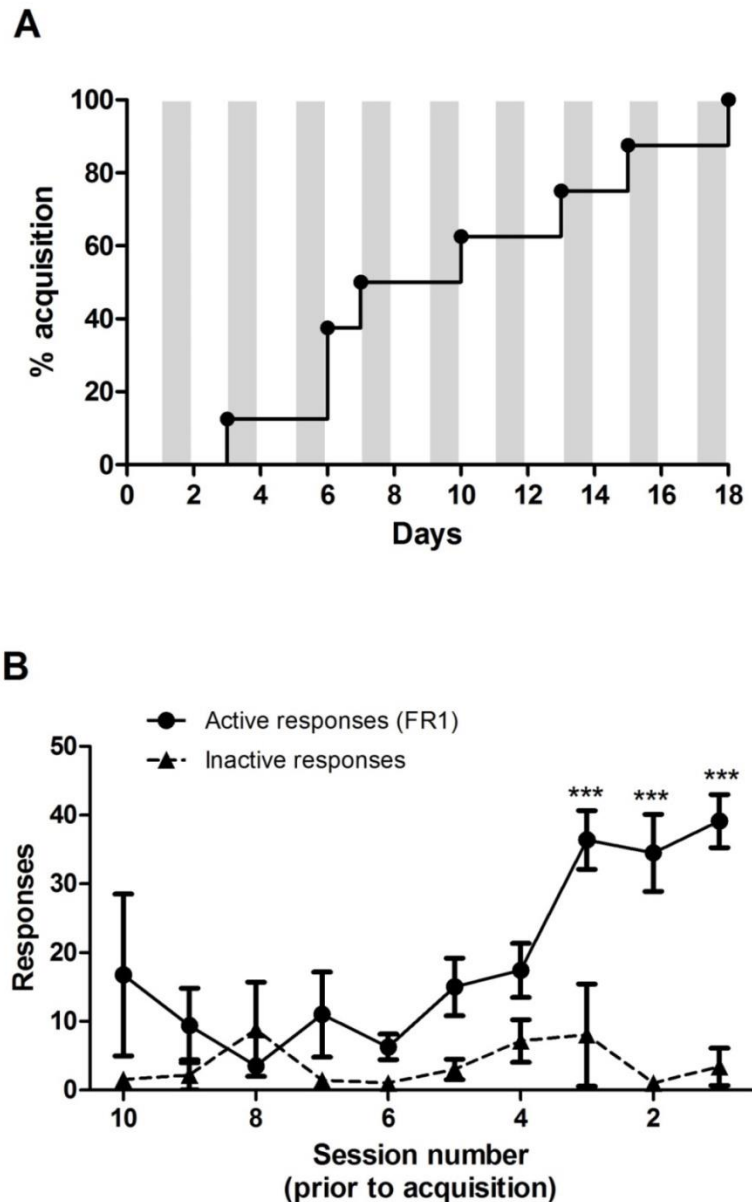 A
100
80
60
40
20
0
% acquisition
0 2 4 6 8 10 12 14 16 18
Days
B
Active responses (FR1)
Inactive responses
50
40
30
20
10
0
Responses
*** *** ***
10 8 6 4 2
Session number
(prior to acquisition)